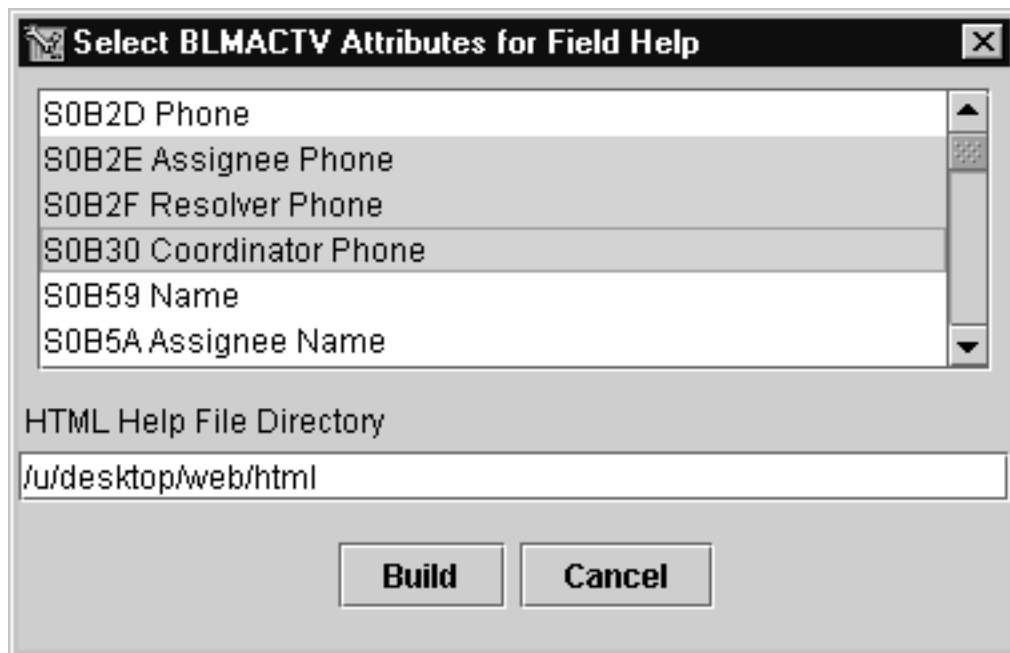 Select BLMACTV Attributes for Field Help
S0B2D Phone
S0B2E Assignee Phone
S0B2F Resolver Phone
S0B30 Coordinator Phone
S0B59 Name
S0B5A Assignee Name
HTML Help File Directory
/u/desktop/web/html
Build Cancel